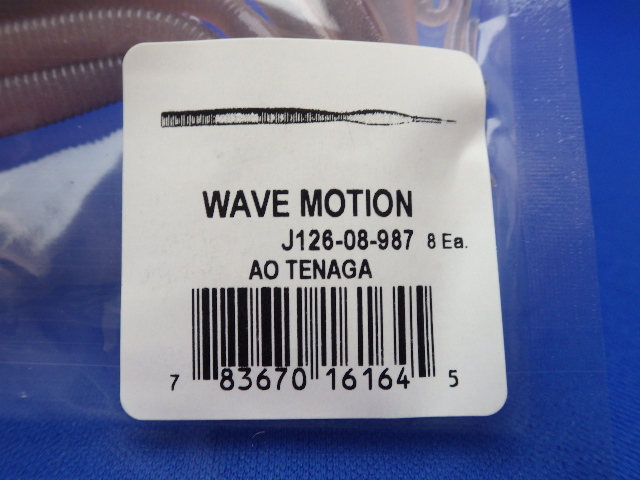 WAVE MOTION
J126-08-987 8 Ea.
AO TENAGA
7 83670 16164 5